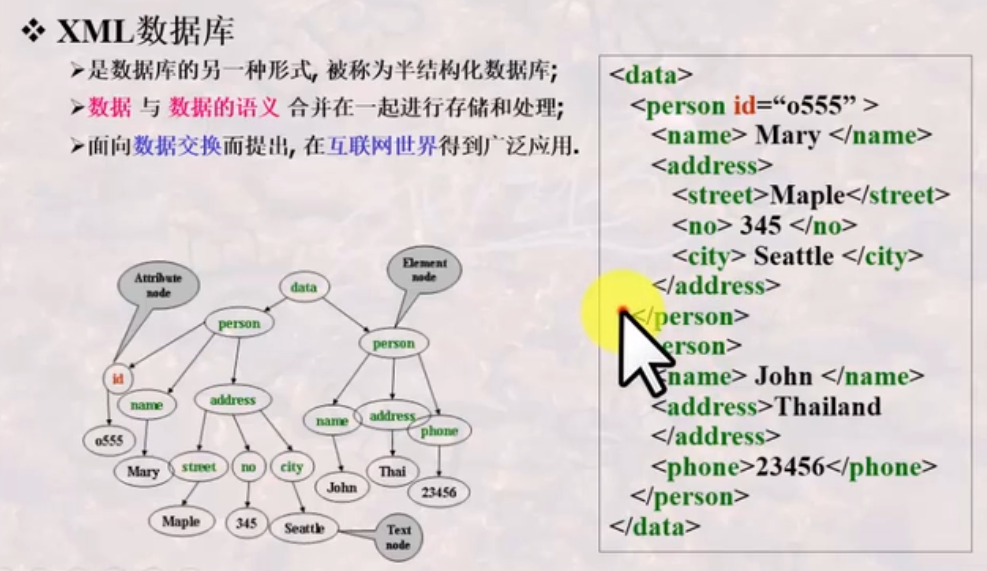 ❖ XML数据库
➢是数据库的另一种形式, 被称为半结构化数据库;
➢数据 与 数据的语义 合并在一起进行存储和处理;
➢面向数据交换而提出, 在互联网世界得到广泛应用.
<data>
<person id=“o555” >
<name> Mary </name>
<address>
<street>Maple</street>
<no> 345 </no>
<city> Seattle </city>
</address>
</person>
erson>
<name> John </name>
<address>Thailand
</address>
<phone>23456</phone>
</person>
</data>
Attribute
node
Element
node
data
person
person
id
name
address
name
address
phone
o555
Mary
street
no
city
John
Thai
23456
Maple
345
Seattle
Text
node